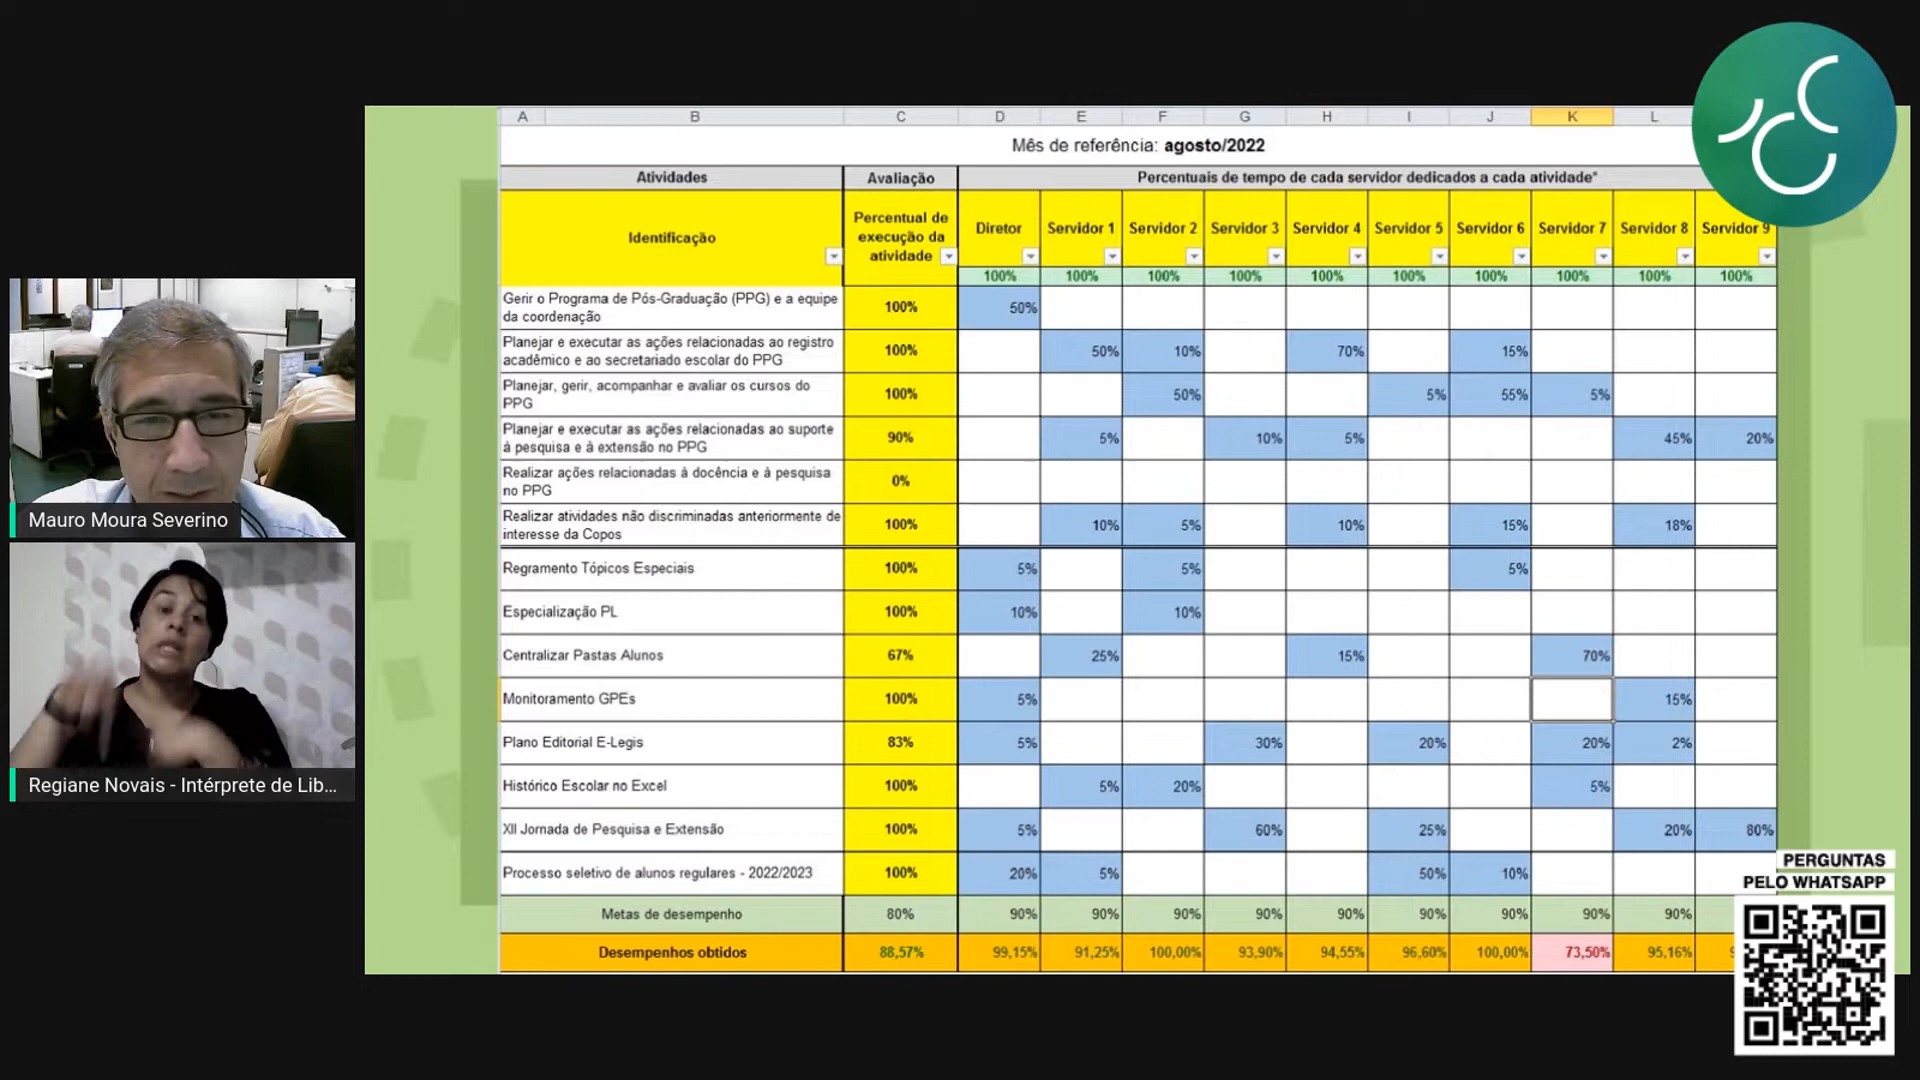 A B C D E F G H I J K L
Mês de referência: agosto/2022
Atividades Avaliação Percentuais de tempo de cada servidor dedicados a cada atividade*
Identificação Percentual de execução da atividade Diretor Servidor 1 Servidor 2 Servidor 3 Servidor 4 Servidor 5 Servidor 6 Servidor 7 Servidor 8 Servidor 9
100% 100% 100% 100% 100% 100% 100% 100% 100% 100%
Gerir o Programa de Pós-Graduação (PPG) e a equipe
da coordenação 100% 50%
Planejar e executar as ações relacionadas ao registro
acadêmico e ao secretariado escolar do PPG 100% 50% 10% 70% 15%
Planejar, gerir, acompanhar e avaliar os cursos do
PPG 100% 50% 5% 55% 5%
Planejar e executar as ações relacionadas ao suporte
à pesquisa e à extensão no PPG 90% 5% 10% 5% 45% 20%
Realizar ações relacionadas à docência e à pesquisa
no PPG 0%
Realizar atividades não discriminadas anteriormente de
interesse da Copos 100% 10% 5% 10% 15% 18%
Regramento Tópicos Especiais 100% 5% 5% 5%
Especialização PL 100% 10% 10%
Centralizar Pastas Alunos 67% 25% 15% 70%
Monitoramento GPEs 100% 5% 15%
Plano Editorial E-Legis 83% 5% 30% 20% 20% 2%
Histórico Escolar no Excel 100% 5% 20% 5%
XII Jornada de Pesquisa e Extensão 100% 5% 60% 25% 20% 80%
Processo seletivo de alunos regulares - 2022/2023 100% 20% 5% 50% 10%
Metas de desempenho 80% 90% 90% 90% 90% 90% 90% 90% 90% 90%
Desempenhos obtidos 88,57% 99,15% 91,25% 100,00% 93,90% 94,55% 96,60% 100,00% 73,50% 95,16%
Mauro Moura Severino
Regiane Novais - Intérprete de Lib...
PERGUNTAS
PELO WHATSAPP